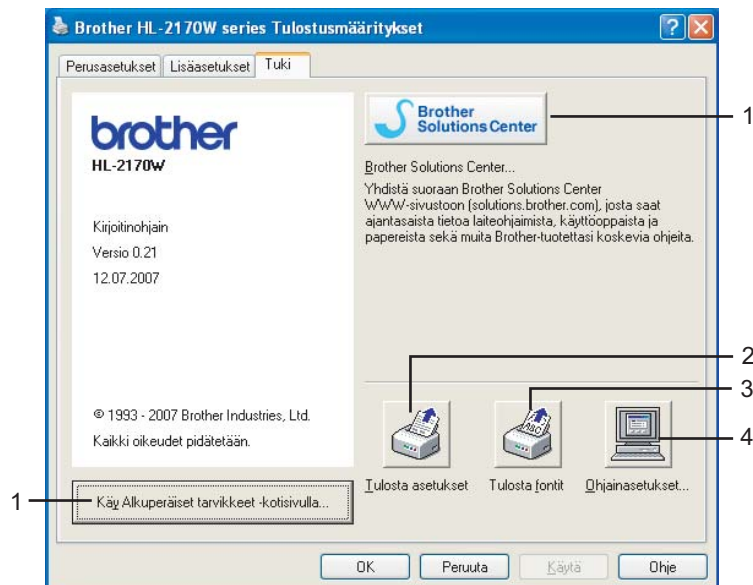 Brother HL-2170W series Tulostusmääritykset
Perusasetukset Lisäasetukset Tuki
brother
HL-2170W
Kirjoitinohjain
Versio 0.21
12.07.2007
© 1993 - 2007 Brother Industries, Ltd.
Kaikki oikeudet pidätetään.
1
Käy Alkuperäiset tarvikkeet -kotisivulla...
Brother
Solutions Center
1
Brother Solutions Center...
Yhdistä suoraan Brother Solutions Center
WWW-sivustoon (solutions.brother.com), josta saat
ajantasaista tietoa laiteohjaimista, käyttöoppaista ja
papereista sekä muita Brother-tuotettasi koskevia ohjeita.
2
3
4
ABC
Tulosta asetukset Tulosta fontit Ohjainasetukset...
OK Peruuta Käytä Ohje